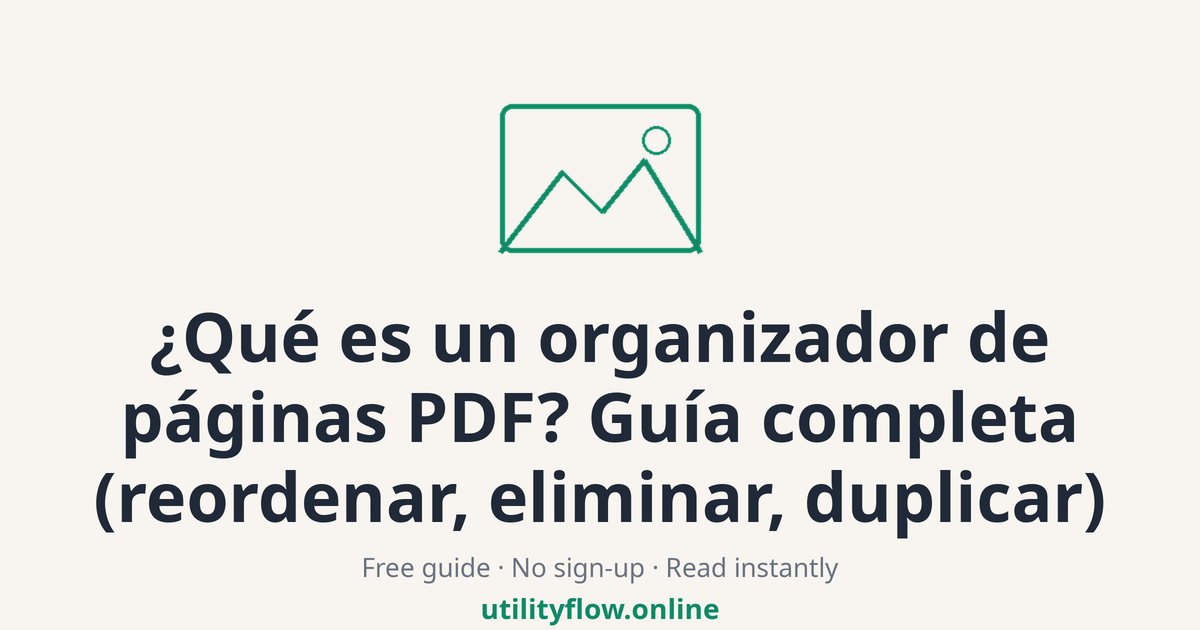 ¿Qué es un organizador de
páginas PDF? Guía completa
(reordenar, eliminar, duplicar)
Free guide · No sign-up · Read instantly
utilityflow.online